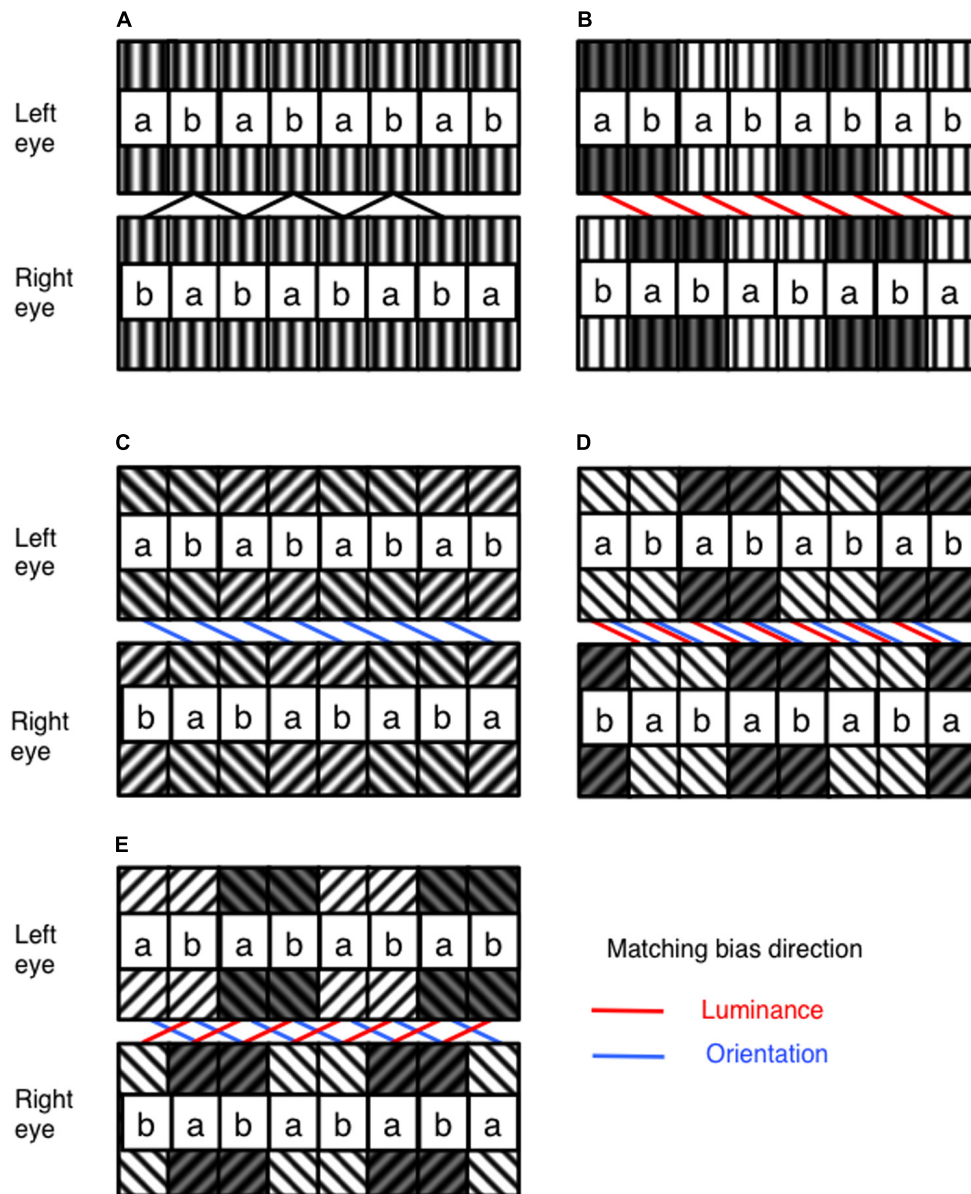 A
B
Left
eye
a b a b a b a b
a b a b a b a b
Right
eye
b a b a b a b a
b a b a b a b a
C
D
Left
eye
a b a b a b a b
a b a b a b a b
Right
eye
b a b a b a b a
b a b a b a b a
E
Left
eye
a b a b a b a b
Matching bias direction
Luminance
Orientation
Right
eye
b a b a b a b a